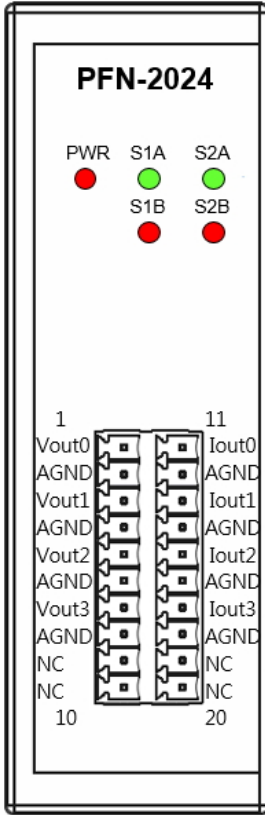 PFN-2024
PWR S1A S2A
S1B S2B
1 11
Vout0 Iout0
AGND AGND
Vout1 Iout1
AGND AGND
Vout2 Iout2
AGND AGND
Vout3 Iout3
AGND AGND
NC NC
NC NC
10 20